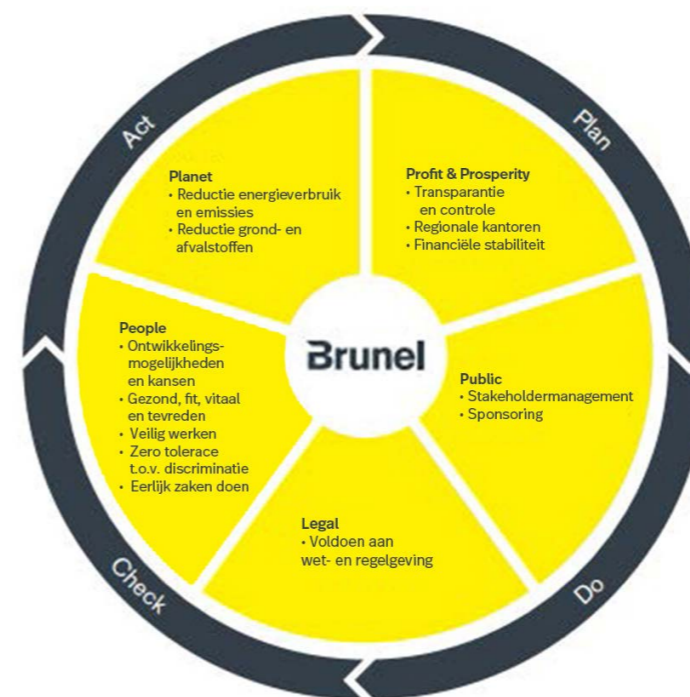 Act
Plan
Planet
• Reductie energieverbruik
en emissies
• Reductie grond- en
afvalstoffen
Profit & Prosperity
• Transparantie
en controle
• Regionale kantoren
• Financiële stabiliteit
People
• Ontwikkelings-
mogelijkheden
en kansen
• Gezond, fit, vitaal
en tevreden
• Veilig werken
• Zero tolerace
t.o.v. discriminatie
• Eerlijk zaken doen
Brunel
Public
• Stakeholdermanagement
• Sponsoring
Legal
• Voldoen aan
wet- en regelgeving
Check
Do